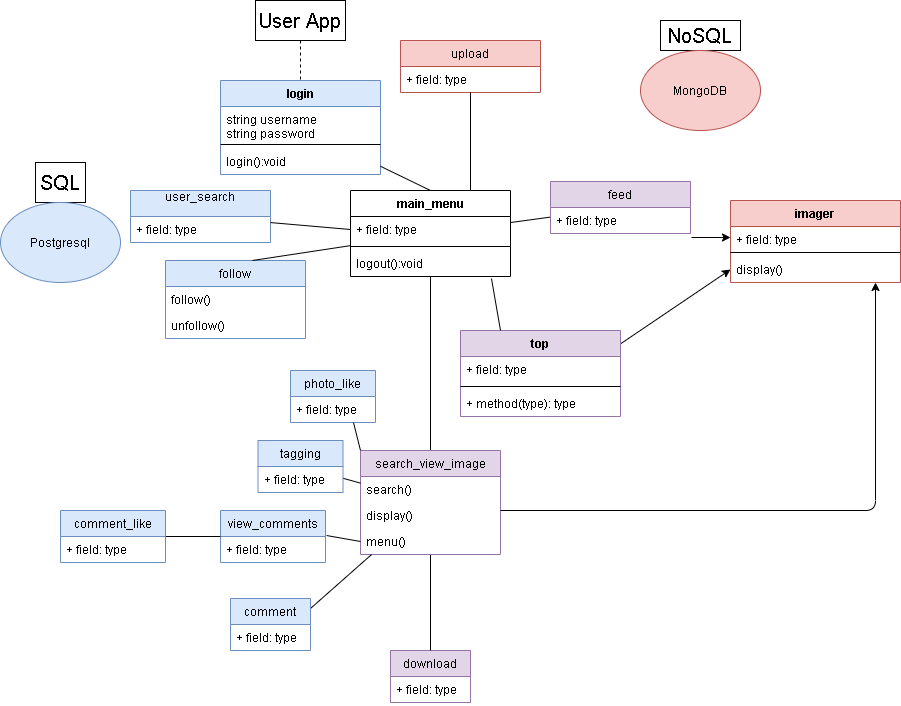 User App
NoSQL
MongoDB
upload
+ field: type
login
string username
string password
login():void
SQL
Postgresql
user_search
+ field: type
main_menu
+ field: type
logout():void
feed
+ field: type
imager
+ field: type
display()
follow
follow()
unfollow()
top
+ field: type
+ method(type): type
photo_like
+ field: type
tagging
+ field: type
search_view_image
search()
display()
menu()
comment_like
+ field: type
view_comments
+ field: type
comment
+ field: type
download
+ field: type